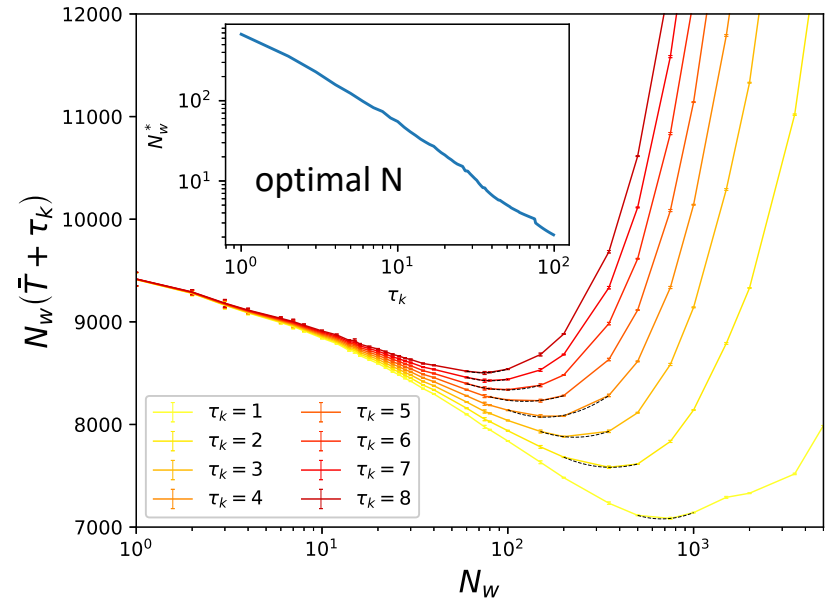 12000
11000
10000
9000
8000
7000
N_w(T̄ + τ_k)
10^0
10^1
10^2
10^3
N_w
N_w^*
10^2
10^1
optimal N
10^0
10^1
10^2
τ_k
τ_k = 1
τ_k = 2
τ_k = 3
τ_k = 4
τ_k = 5
τ_k = 6
τ_k = 7
τ_k = 8